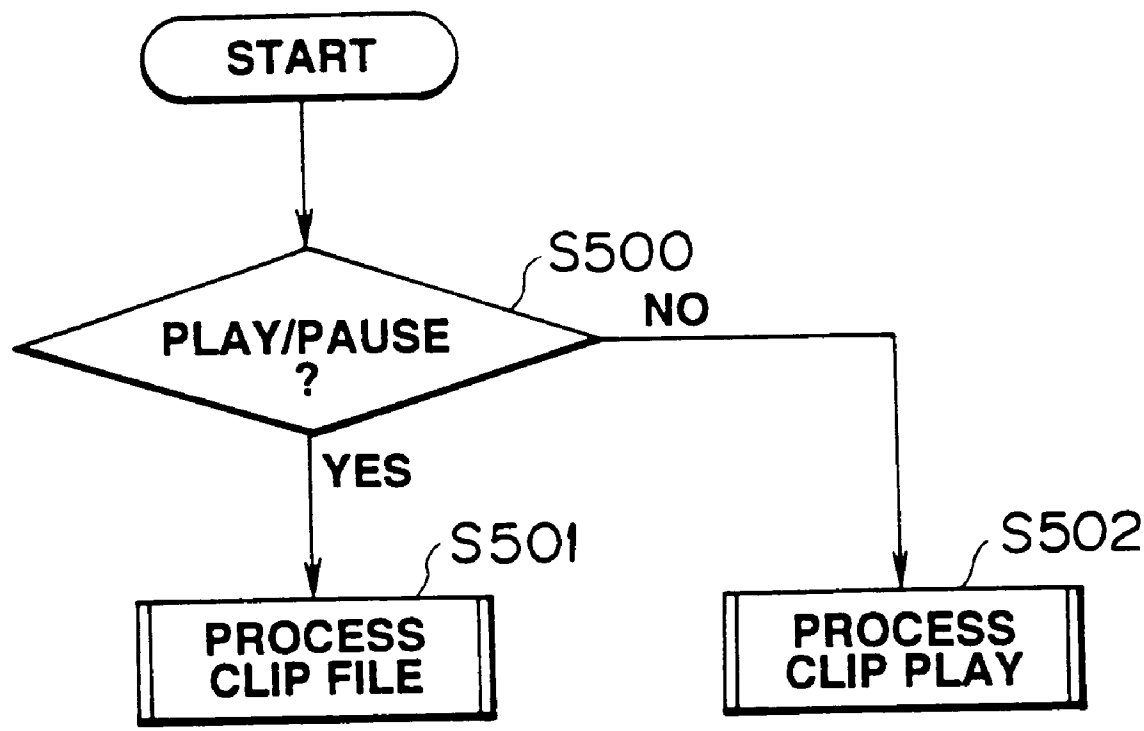 START
S500
PLAY/PAUSE
?
NO
YES
S501
PROCESS
CLIP FILE
S502
PROCESS
CLIP PLAY